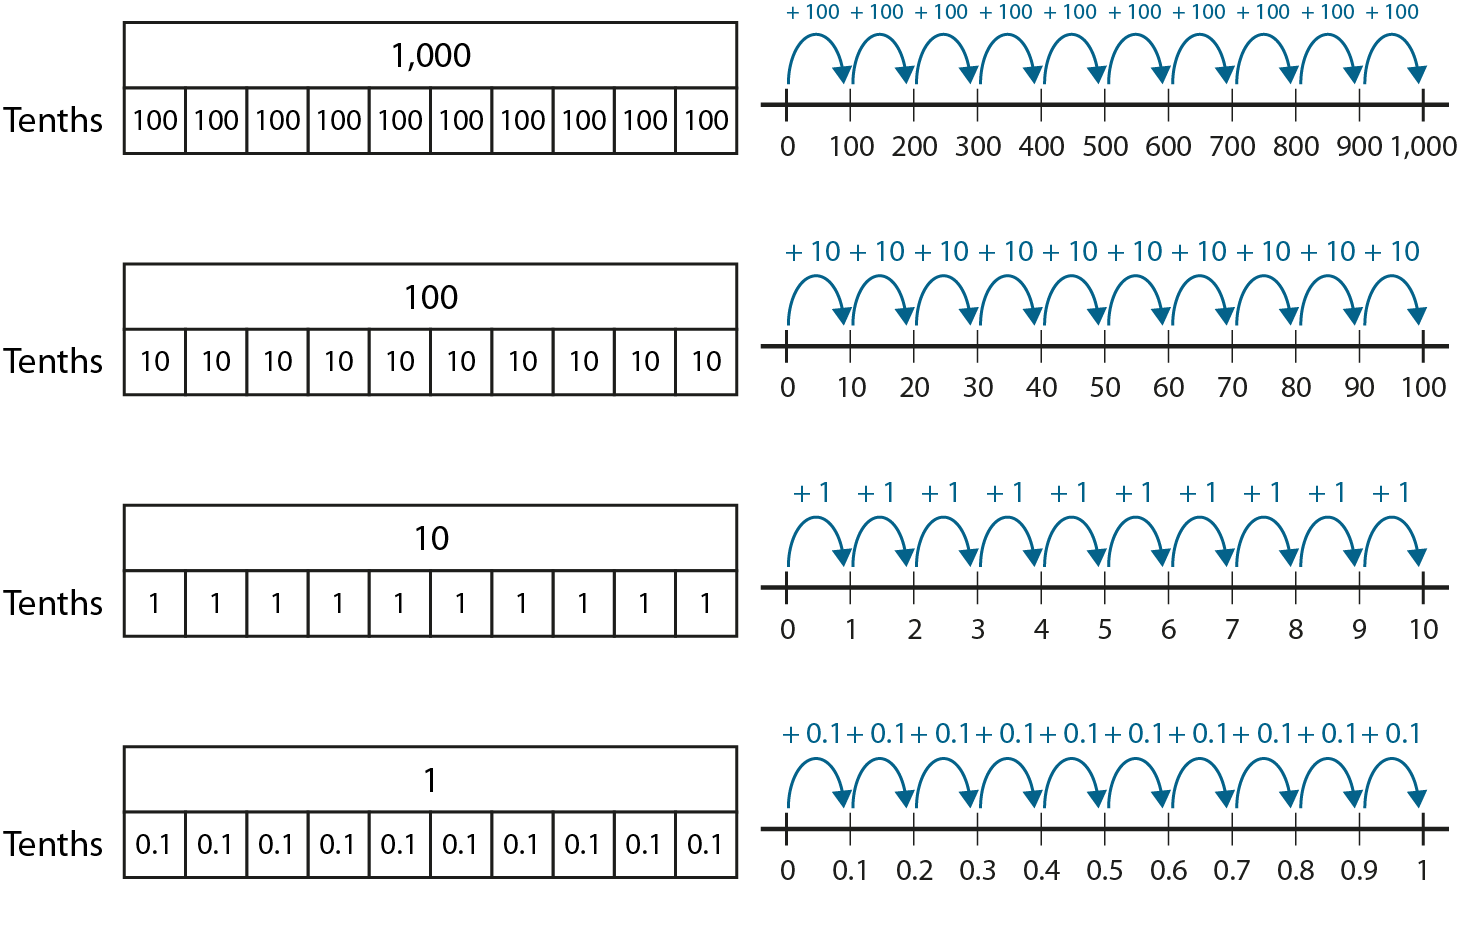 + 100 + 100 + 100 + 100 + 100 + 100 + 100 + 100 + 100 + 100
1,000
Tenths 100 100 100 100 100 100 100 100 100 100
0 100 200 300 400 500 600 700 800 900 1,000
+ 10 + 10 + 10 + 10 + 10 + 10 + 10 + 10 + 10 + 10
100
Tenths 10 10 10 10 10 10 10 10 10 10
0 10 20 30 40 50 60 70 80 90 100
+ 1 + 1 + 1 + 1 + 1 + 1 + 1 + 1 + 1 + 1
10
Tenths 1 1 1 1 1 1 1 1 1 1
0 1 2 3 4 5 6 7 8 9 10
+ 0.1 + 0.1 + 0.1 + 0.1 + 0.1 + 0.1 + 0.1 + 0.1 + 0.1 + 0.1
1
Tenths 0.1 0.1 0.1 0.1 0.1 0.1 0.1 0.1 0.1 0.1
0 0.1 0.2 0.3 0.4 0.5 0.6 0.7 0.8 0.9 1